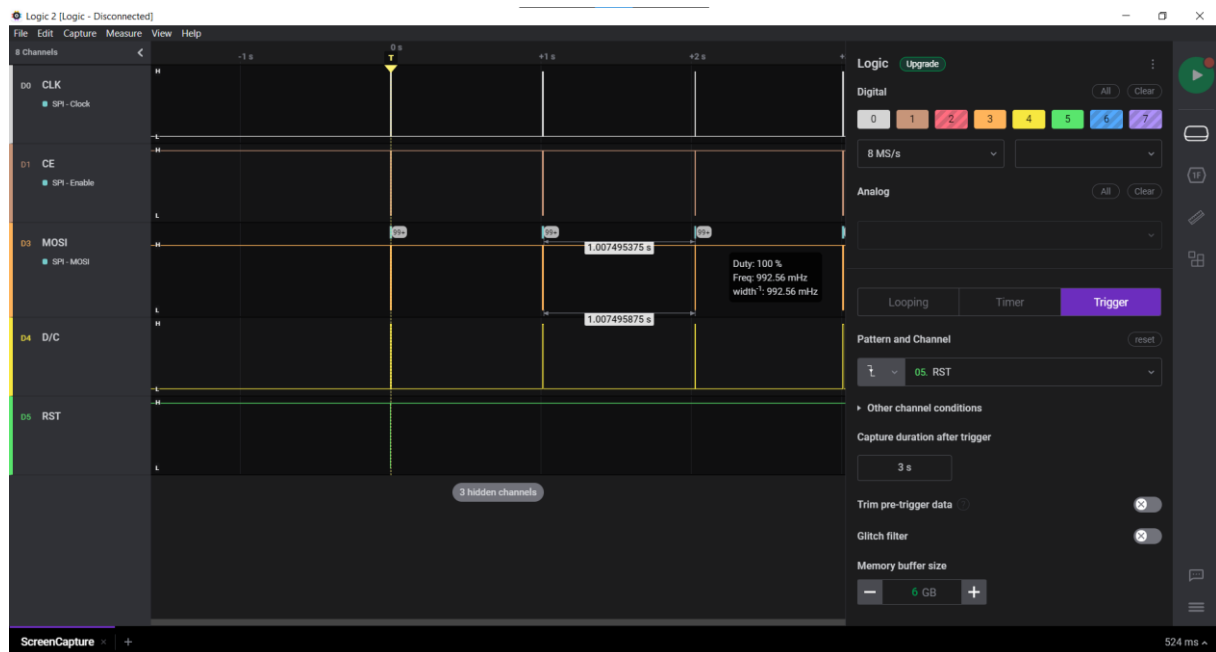 Logic 2 [Logic - Disconnected]
File Edit Capture Measure View Help
8 Channels
-1 s
0 s
+1 s
+2 s
+
T
D0 CLK
SPI - Clock
H
L
D1 CE
SPI - Enable
H
L
D3 MOSI
SPI - MOSI
H
L
99+
99+
99+
1.007495375 s
Duty: 100 %
Freq: 992.56 mHz
width-1: 992.56 mHz
1.007495875 s
D4 D/C
H
L
D5 RST
H
L
3 hidden channels
Logic Upgrade
Digital All Clear
0 1 2 3 4 5 6 7
8 MS/s
Analog All Clear
Looping Timer Trigger
Pattern and Channel reset
05. RST
Other channel conditions
Capture duration after trigger
3 s
Trim pre-trigger data ?
Glitch filter
Memory buffer size
6 GB
1F
ScreenCapture × +
524 ms